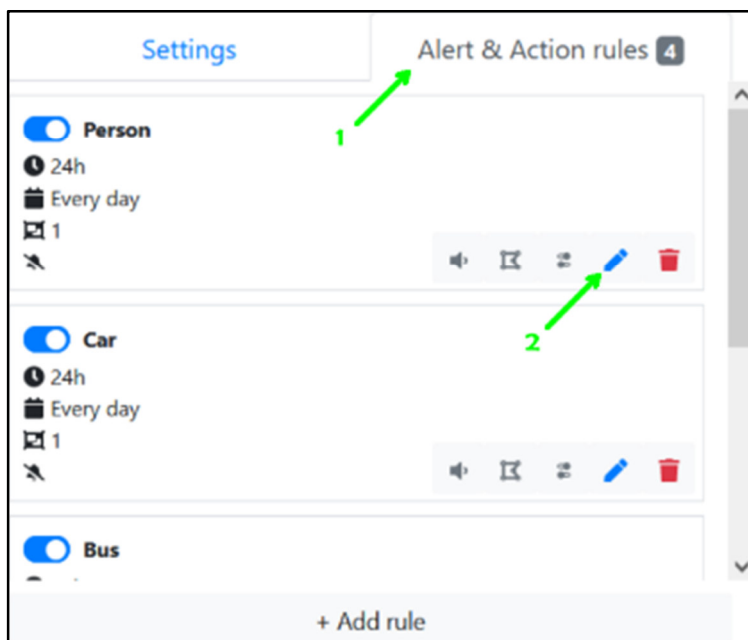 Settings
Alert & Action rules 4
1
Person
24h
Every day
1
2
Car
24h
Every day
1
Bus
+ Add rule